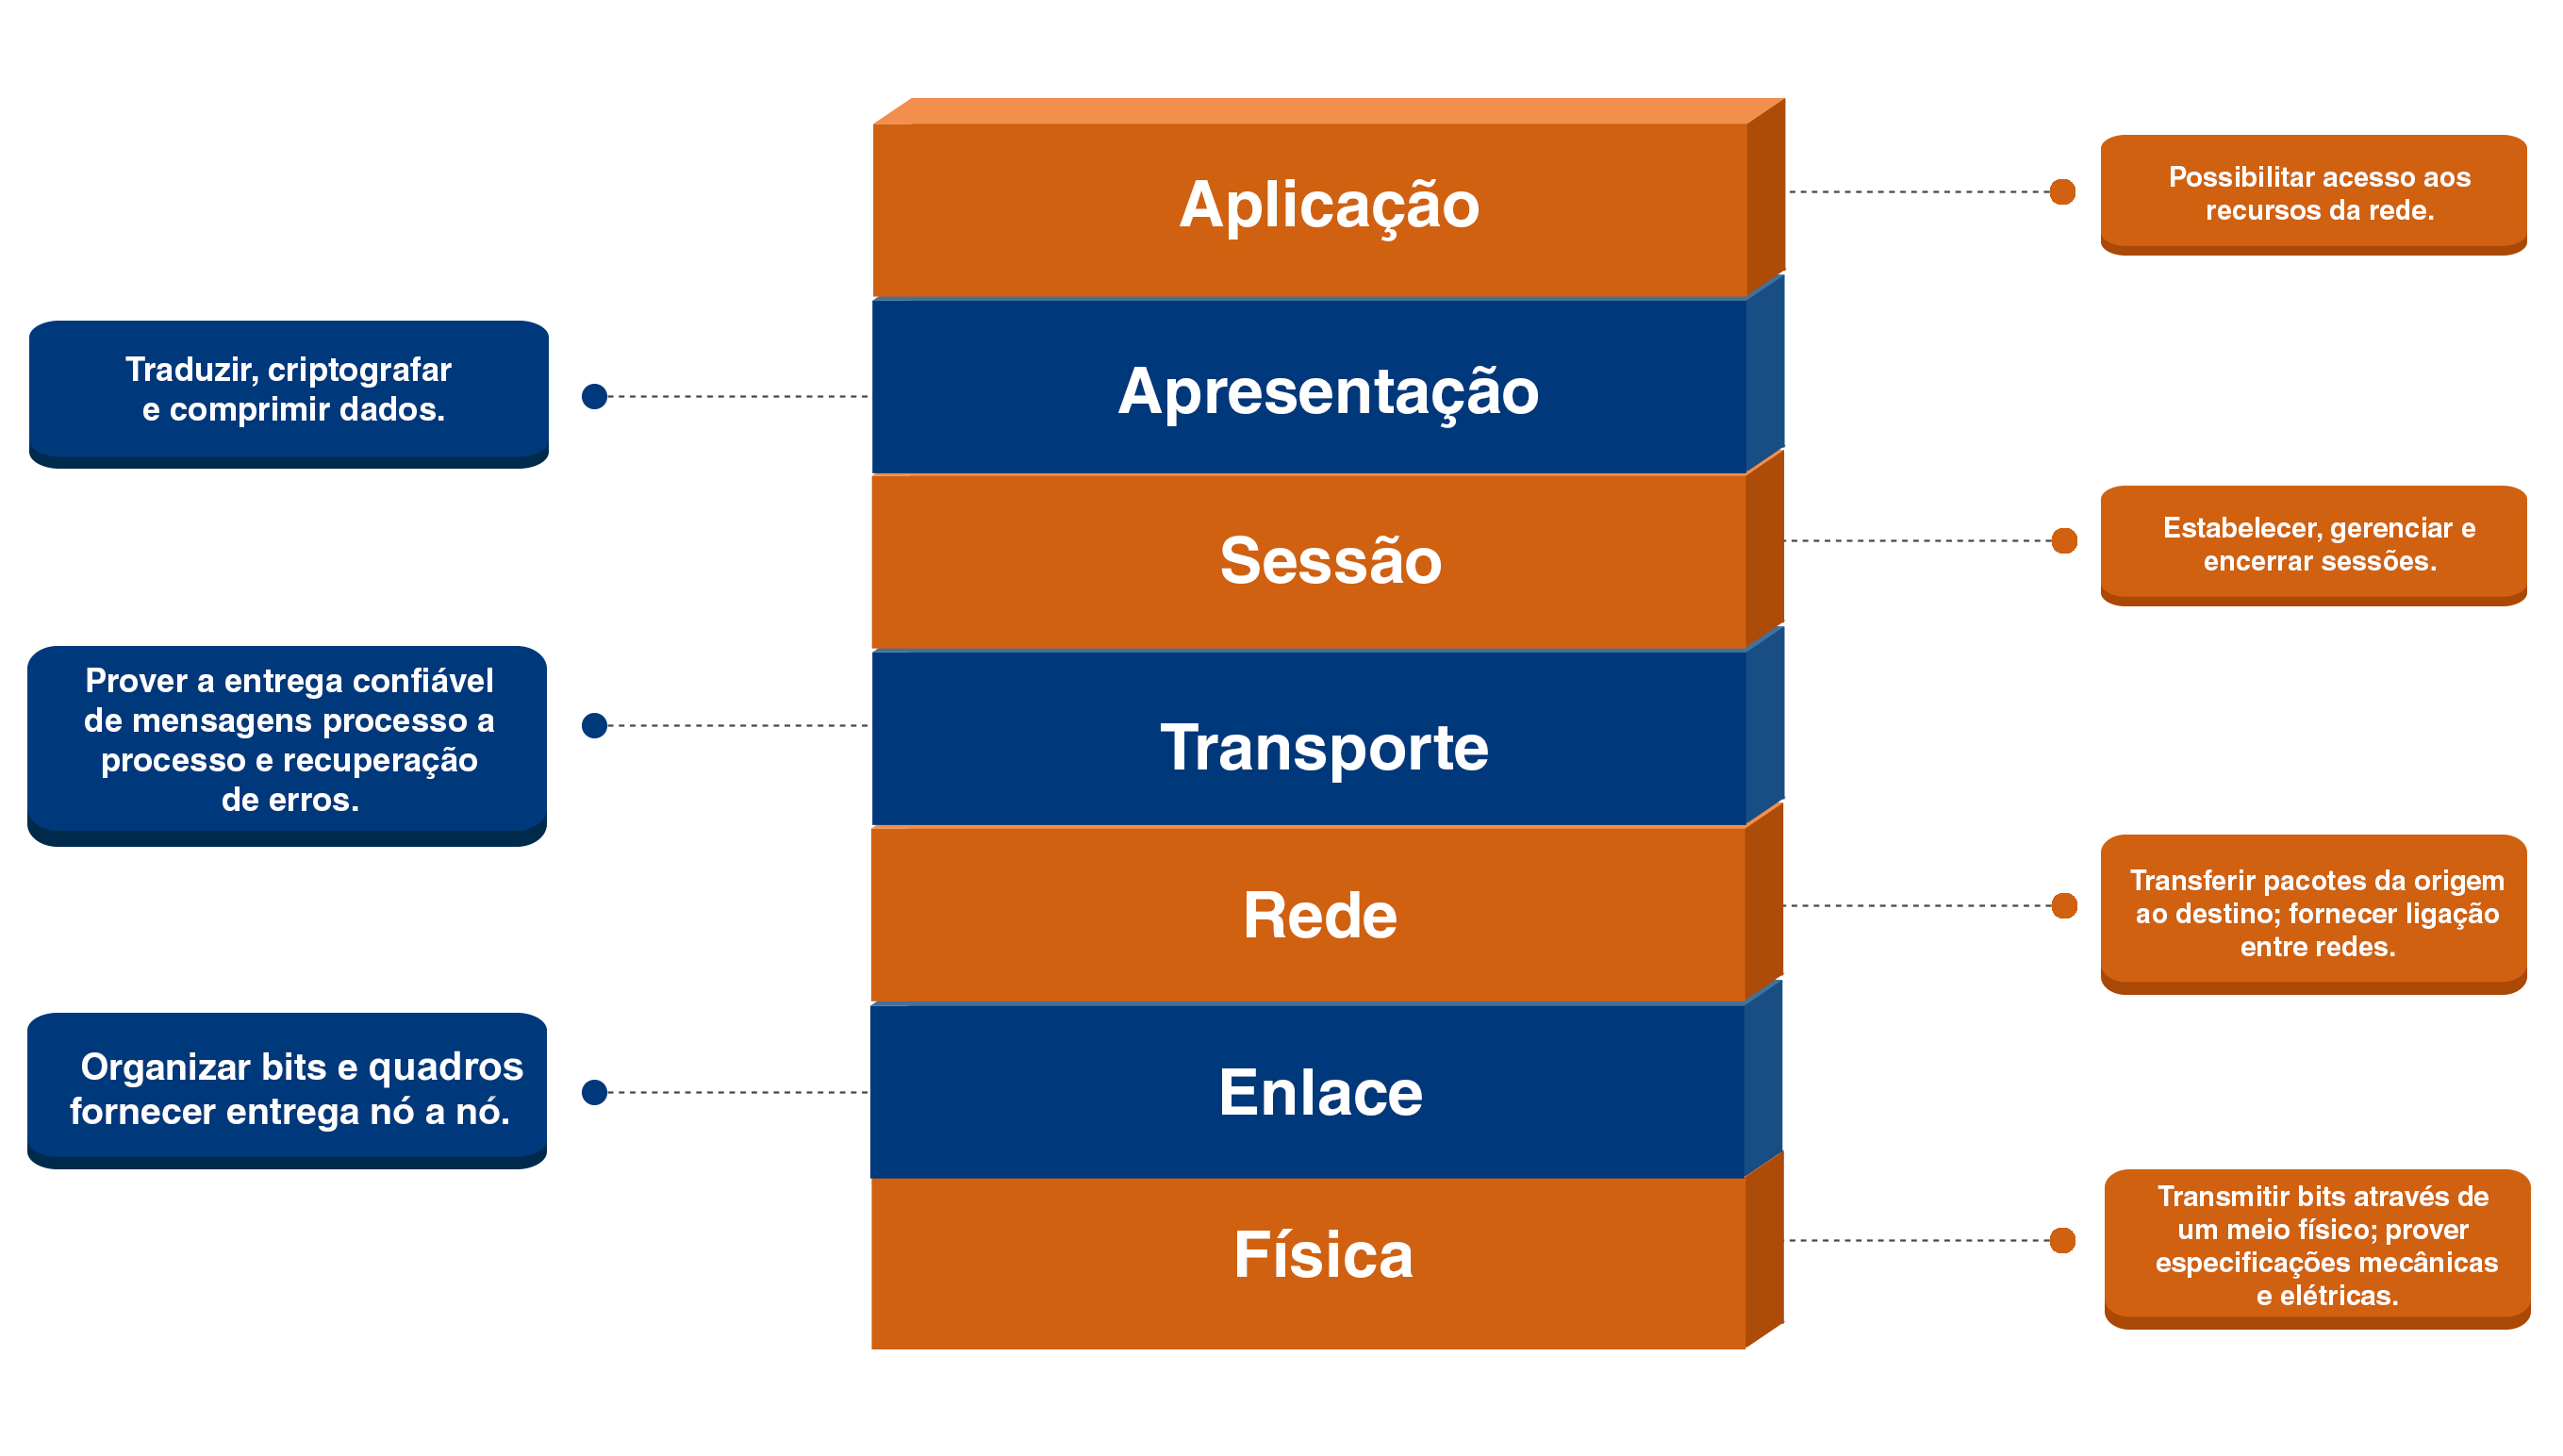 Aplicação
Possibilitar acesso aos
recursos da rede.
Traduzir, criptografar
e comprimir dados.
Apresentação
Sessão
Estabelecer, gerenciar e
encerrar sessões.
Prover a entrega confiável
de mensagens processo a
processo e recuperação
de erros.
Transporte
Rede
Transferir pacotes da origem
ao destino; fornecer ligação
entre redes.
Organizar bits e quadros
fornecer entrega nó a nó.
Enlace
Física
Transmitir bits através de
um meio físico; prover
especificações mecânicas
e elétricas.